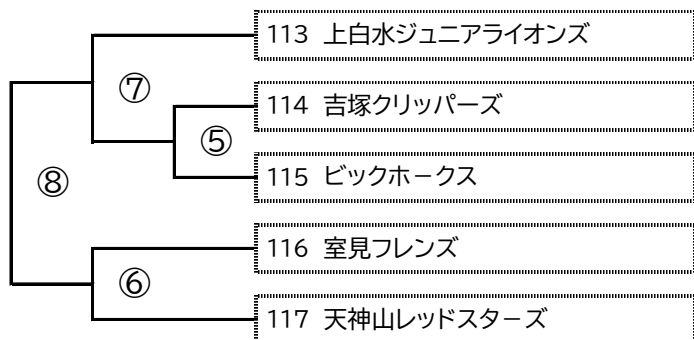 113 上白水ジュニアライオンズ
⑦
114 吉塚クリッパーズ
⑤
115 ビックホークス
⑧
116 室見フレンズ
⑥
117 天神山レッドスターズ